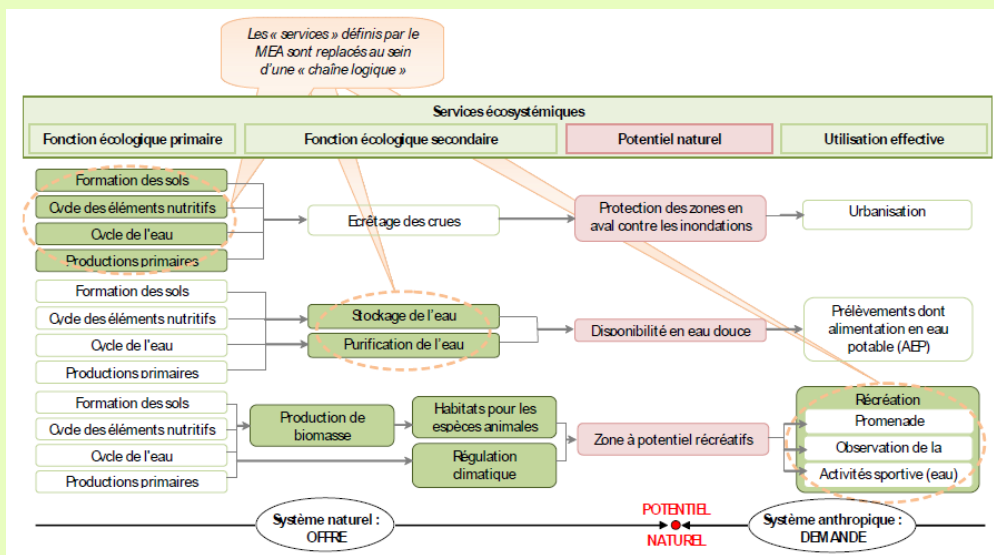 Les « services » définis par le
MEA sont replacés au sein
d'une « chaîne logique »
Services écosystémiques
Fonction écologique primaire
Fonction écologique secondaire
Potentiel naturel
Utilisation effective
Formation des sols
Cycle des éléments nutritifs
Cycle de l'eau
Productions primaires
Ecrêtage des crues
Protection des zones en
aval contre les inondations
Urbanisation
Formation des sols
Cycle des éléments nutritifs
Cycle de l'eau
Productions primaires
Stockage de l'eau
Purification de l'eau
Disponibilité en eau douce
Prélèvements dont
alimentation en eau
potable (AEP)
Formation des sols
Cycle des éléments nutritifs
Cycle de l'eau
Productions primaires
Production de
biomasse
Habitats pour les
espèces animales
Régulation
climatique
Zone à potentiel récréatifs
Récréation
Promenade
Observation de la
Activités sportive (eau)
Système naturel :
OFFRE
POTENTIEL
NATUREL
Système anthropique :
DEMANDE